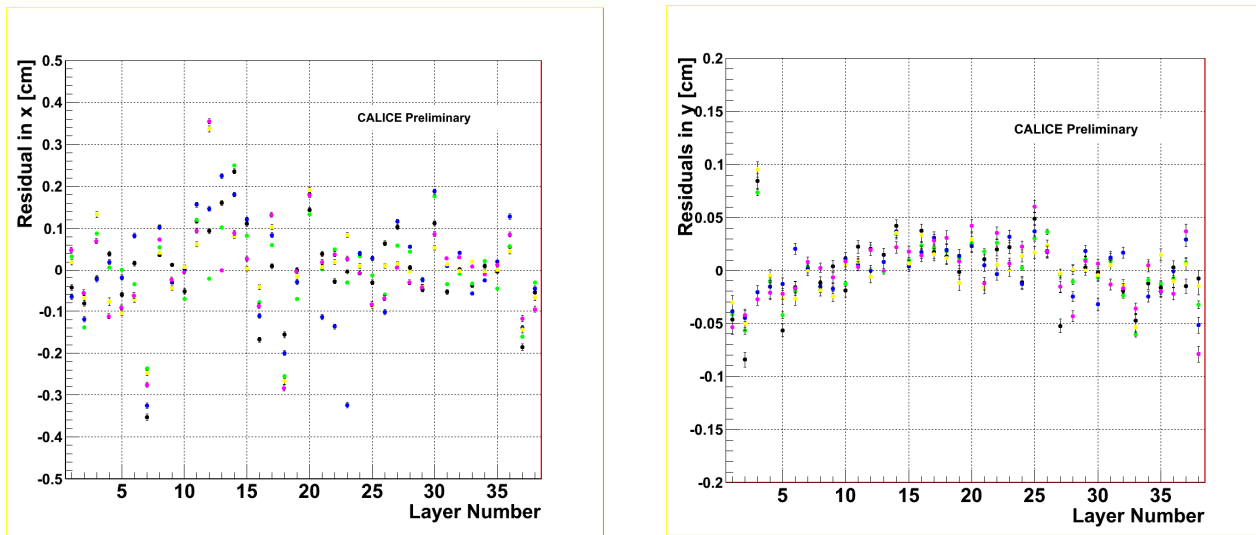 Residual in x [cm]
0.5
0.4
0.3
0.2
0.1
0
-0.1
-0.2
-0.3
-0.4
-0.5
CALICE Preliminary
5 10 15 20 25 30 35
Layer Number
Residuals in y [cm]
0.2
0.15
0.1
0.05
0
-0.05
-0.1
-0.15
-0.2
CALICE Preliminary
5 10 15 20 25 30 35
Layer Number